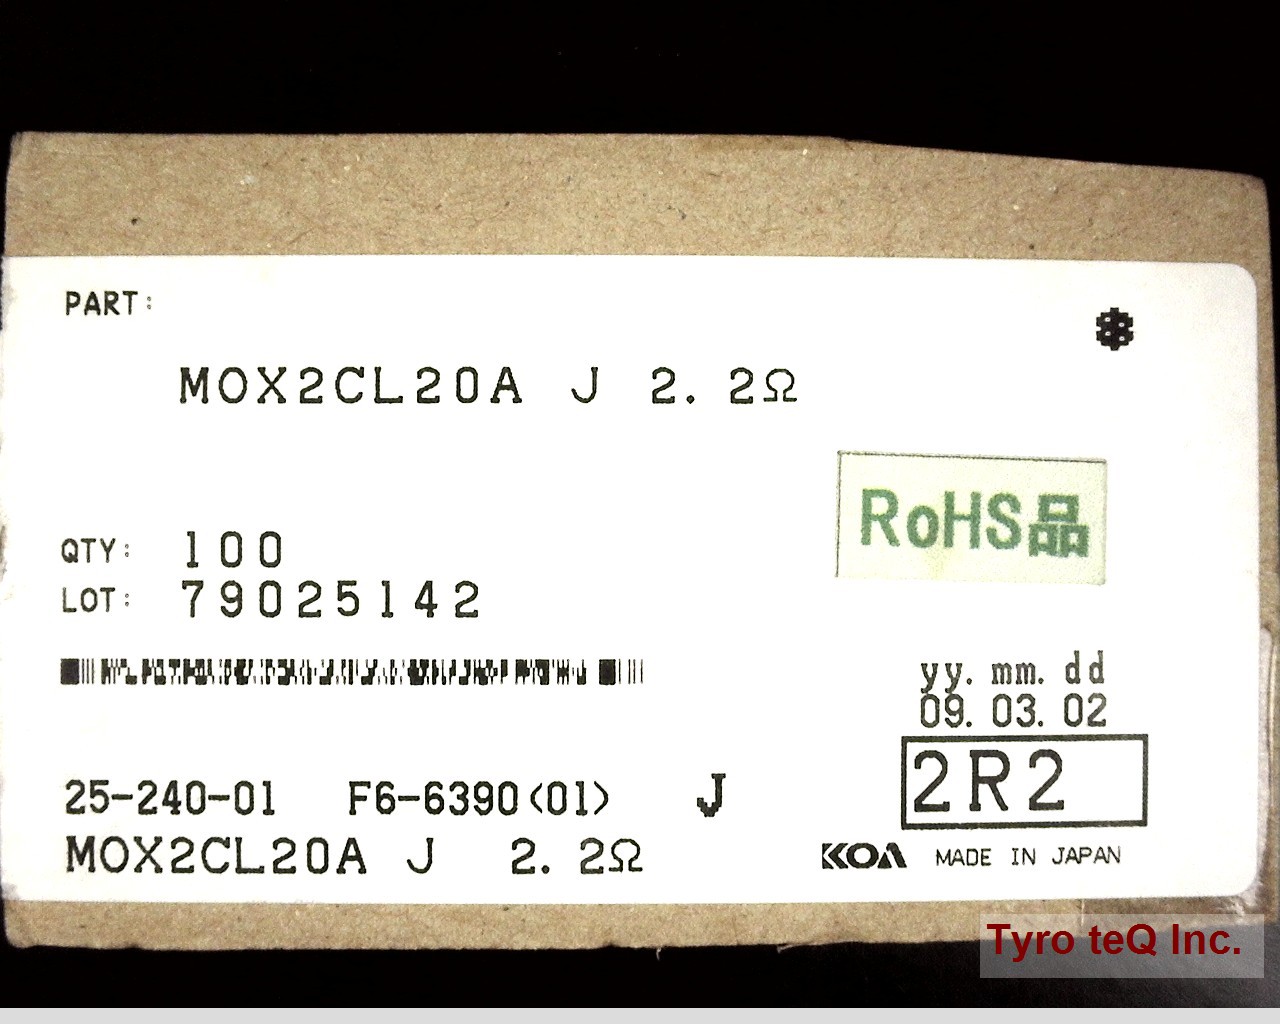 PART:
MOX2CL20A J 2.2Ω
RoHS品
QTY: 100
LOT: 79025142
yy. mm. dd
09. 03. 02
2R2
25-240-01 F6-6390(01) J
MOX2CL20A J 2.2Ω
KOA MADE IN JAPAN
Tyro teQ Inc.